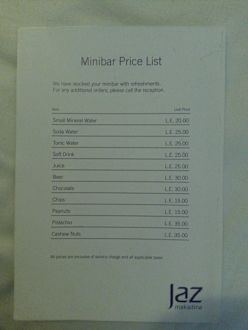 Minibar Price List
We have stocked your minibar with refreshments.
For any additional orders, please call the reception.
Item Unit Price
Small Mineral Water L.E. 20.00
Soda Water L.E. 25.00
Tonic Water L.E. 25.00
Soft Drink L.E. 25.00
Juice L.E. 25.00
Beer L.E. 30.00
Chocolate L.E. 30.00
Chips L.E. 15.00
Peanuts L.E. 15.00
Pistachio L.E. 35.00
Cashew Nuts L.E. 35.00
All prices are inclusive of service charge and all applicable taxes
Jaz
makadina